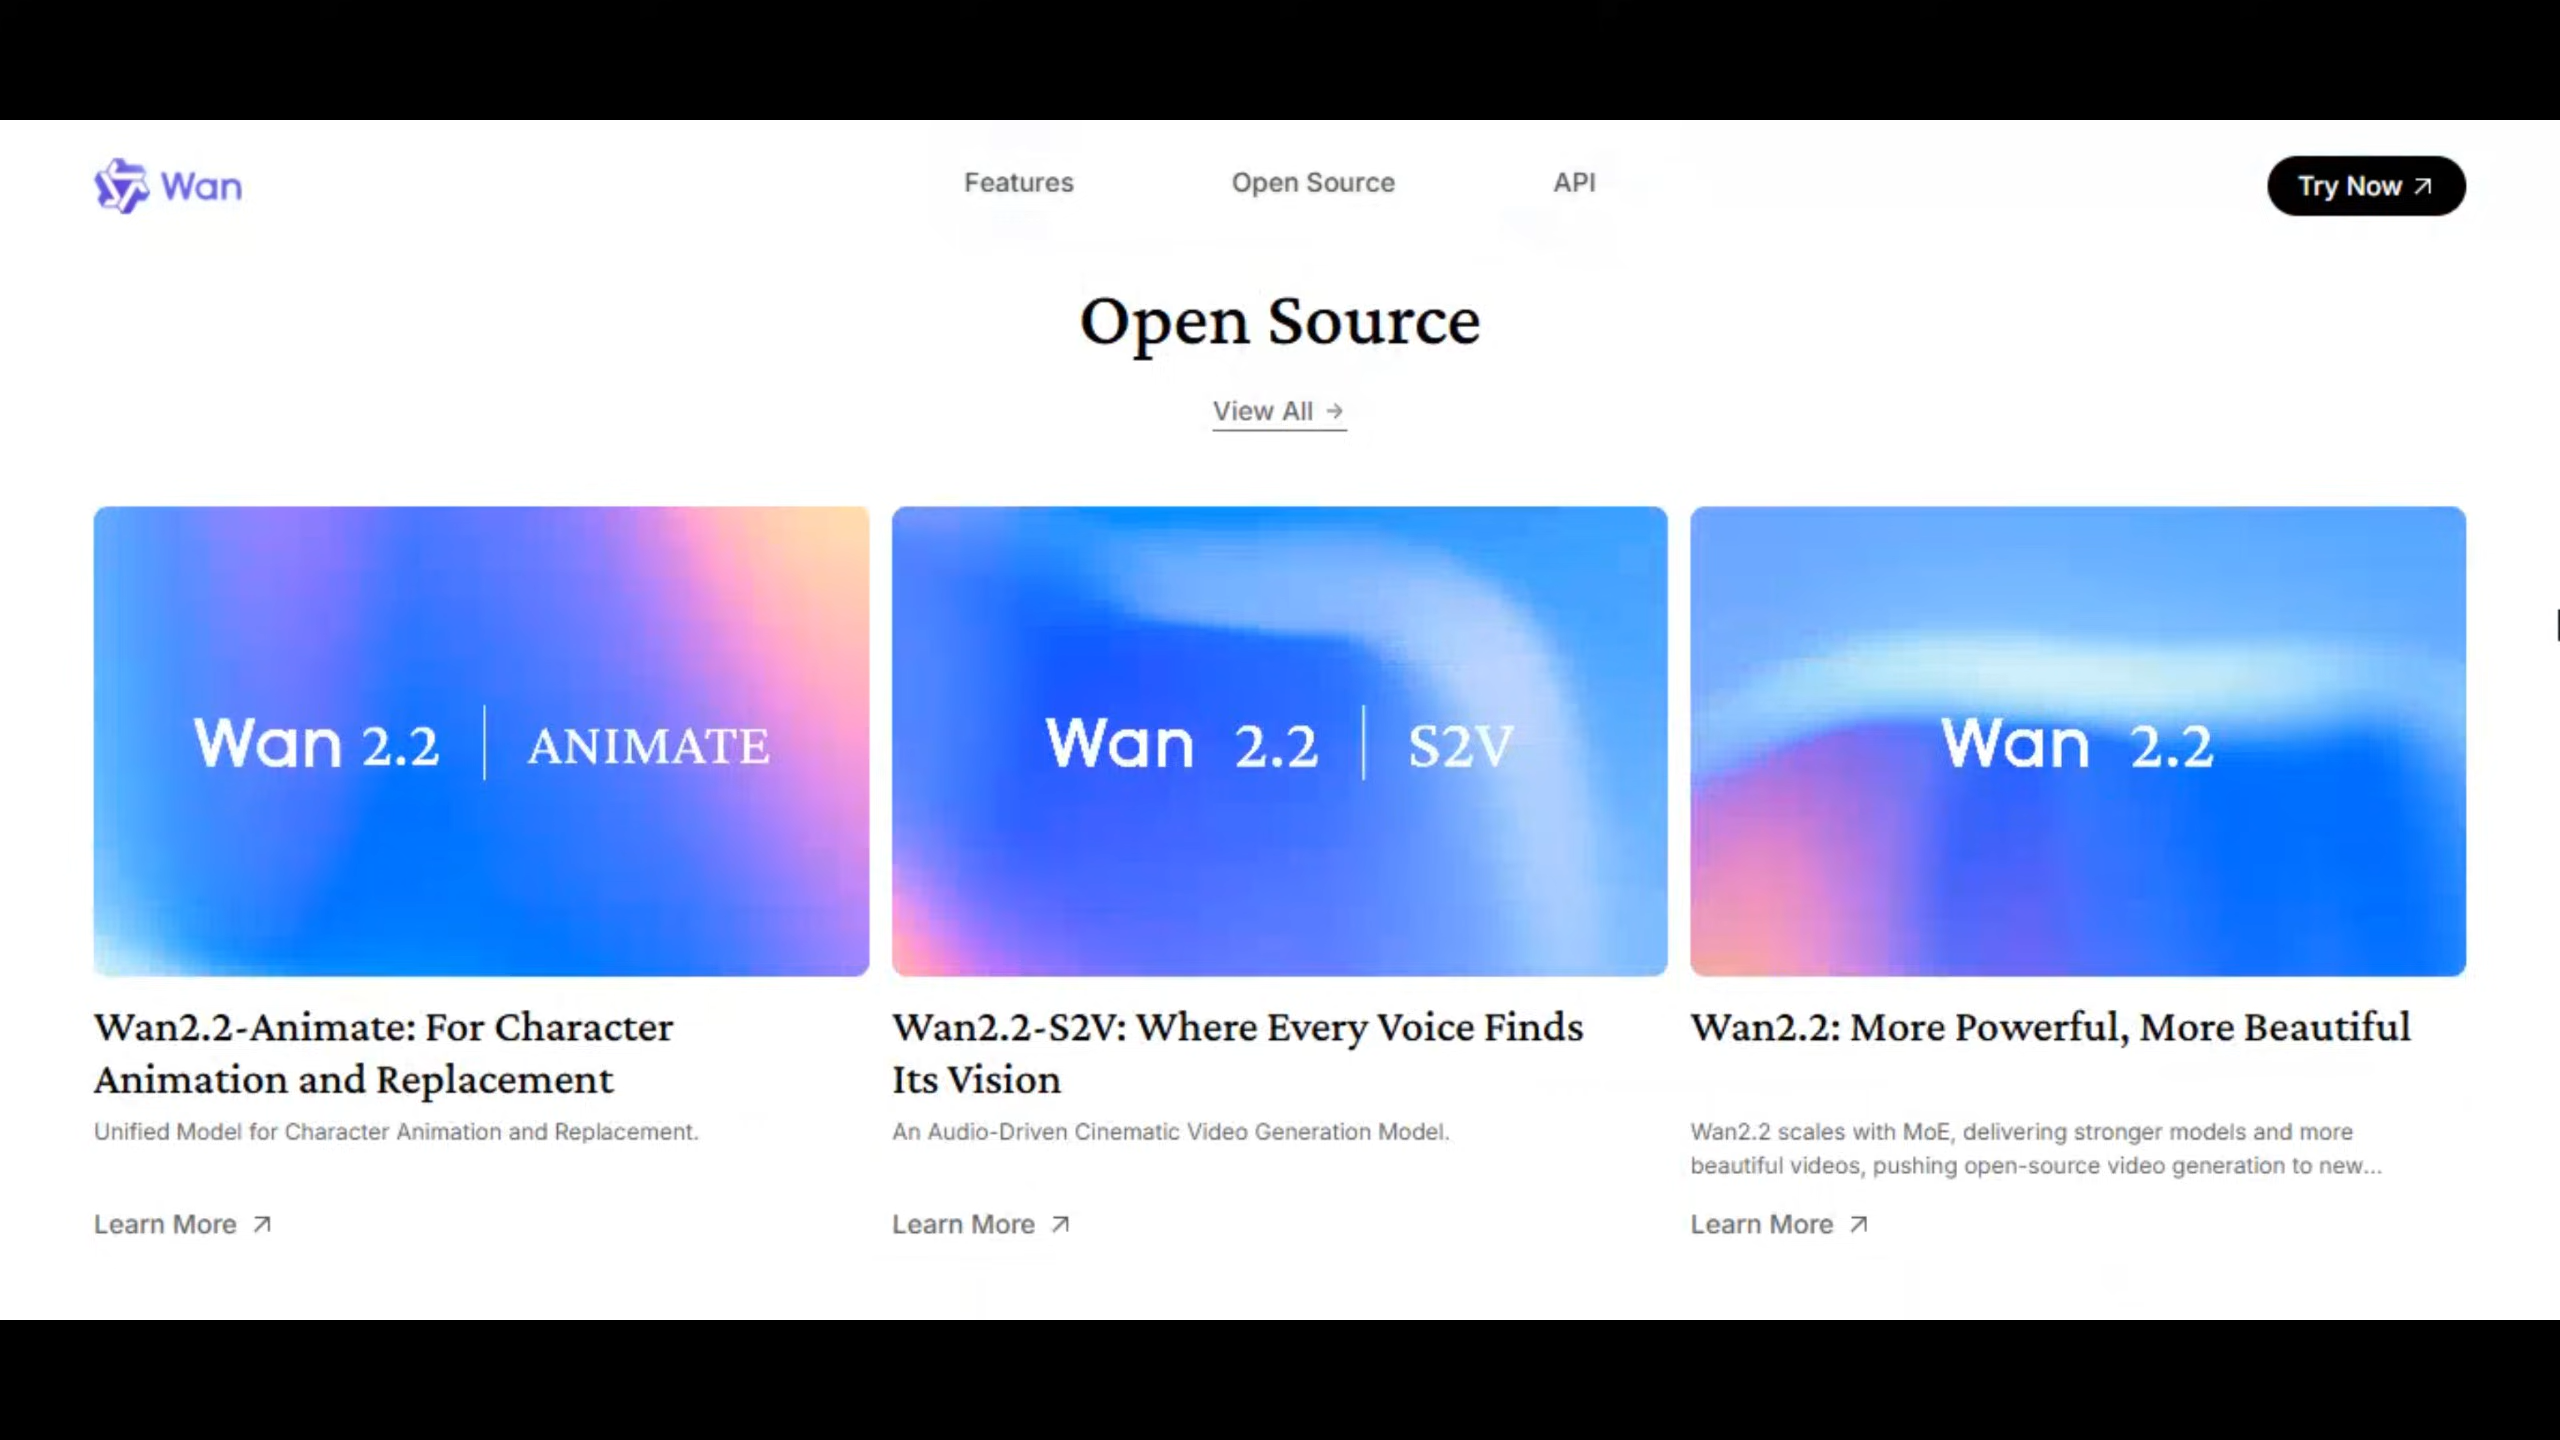 Wan
Features
Open Source
API
Try Now
Open Source
View All
Wan 2.2 | ANIMATE
Wan 2.2 | S2V
Wan 2.2
Wan2.2-Animate: For Character
Animation and Replacement
Unified Model for Character Animation and Replacement.
Learn More
Wan2.2-S2V: Where Every Voice Finds
Its Vision
An Audio-Driven Cinematic Video Generation Model.
Learn More
Wan2.2: More Powerful, More Beautiful
Wan2.2 scales with MoE, delivering stronger models and more
beautiful videos, pushing open-source video generation to new...
Learn More